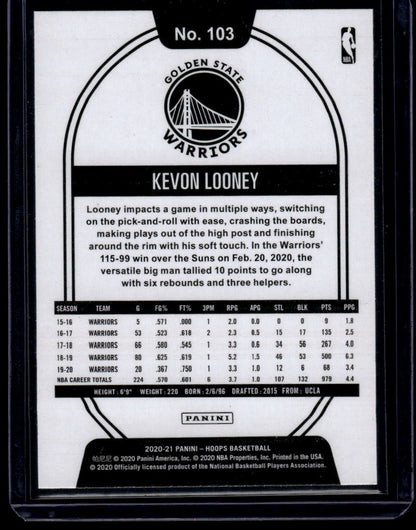 No. 103
NBA
GOLDEN STATE
WARRIORS
KEVON LOONEY
Looney impacts a game in multiple ways, switching
on the pick-and-roll with ease, crashing the boards,
making plays out of the high post and finishing
around the rim with his soft touch. In the Warriors'
115-99 win over the Suns on Feb. 20, 2020, the
versatile big man tallied 10 points to go along
with six rebounds and three helpers.
SEASON TEAM G FG% FT% 3PM RPG APG STL BLK PTS PPG
15-16 WARRIORS 5 .571 .000 1 2.0 0.0 0 0 9 1.8
16-17 WARRIORS 53 .523 .618 2 2.3 0.5 15 17 135 2.5
17-18 WARRIORS 66 .580 .545 1 3.3 0.6 34 56 267 4.0
18-19 WARRIORS 80 .625 .619 1 5.2 1.5 46 53 500 6.3
19-20 WARRIORS 20 .367 .750 1 3.3 1.0 12 6 68 3.4
NBA CAREER TOTALS 224 .570 .601 6 3.7 1.0 107 132 979 4.4
HEIGHT: 6'9" WEIGHT: 220 BORN: 2/6/96 DRAFTED: 2015 FROM: UCLA
PANINI
2020-21 PANINI – HOOPS BASKETBALL
帕尼尼 © 2020 Panini America, Inc. © 2020 NBA Properties, Inc. Printed in the USA.
© 2020 Officially licensed product of the National Basketball Players Association.